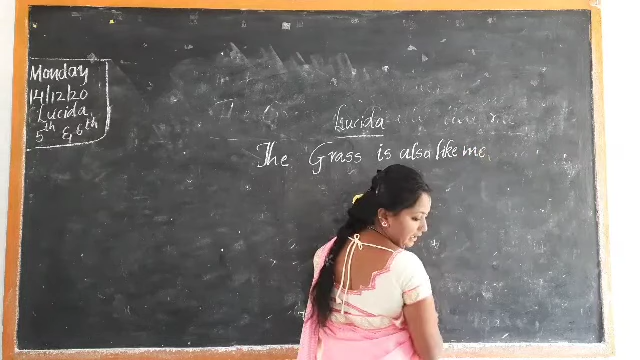 Monday
14/12/20
Lucida
5th & 6th
Lucida
The Grass is also like me.